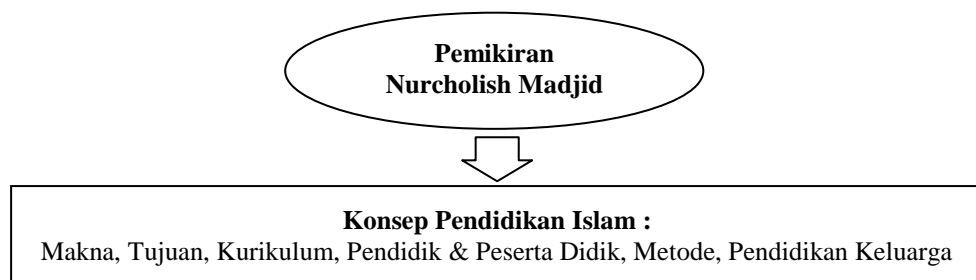 Pemikiran
Nurcholish Madjid
Konsep Pendidikan Islam :
Makna, Tujuan, Kurikulum, Pendidik & Peserta Didik, Metode, Pendidikan Keluarga